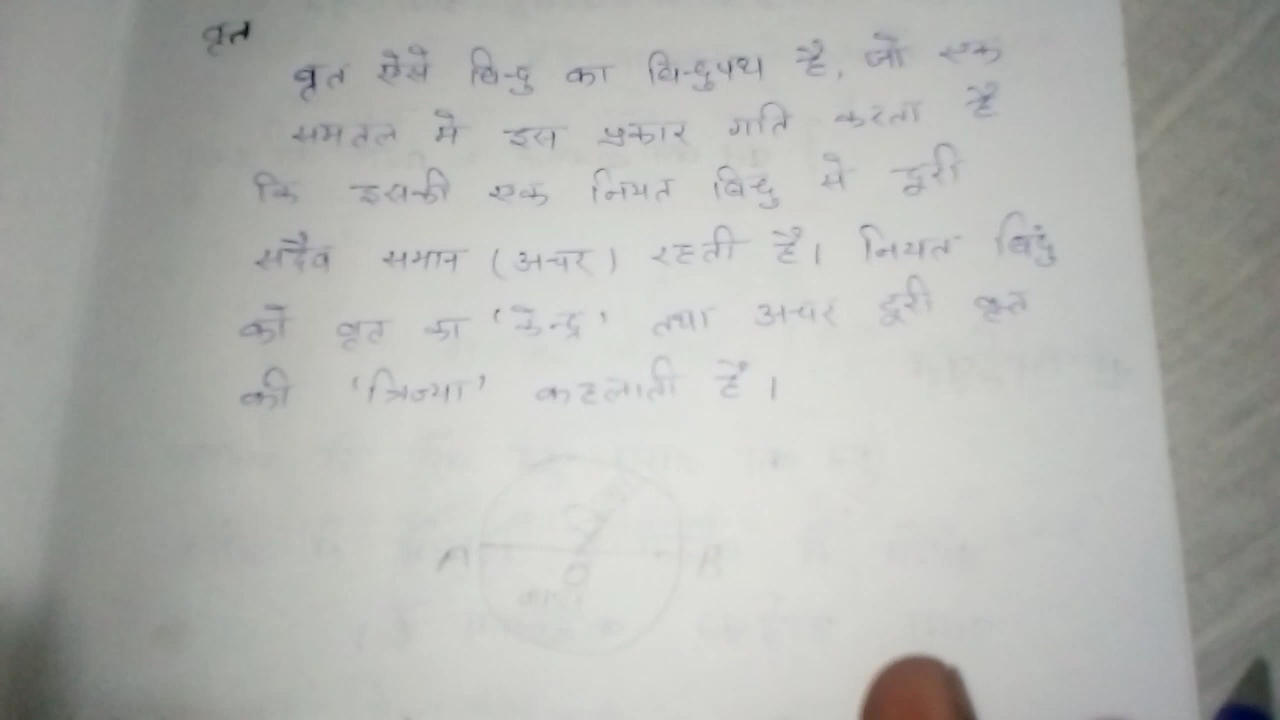 वृत
वृत ऐसे बिन्दु का बिन्दुपथ है, जो एक
समतल मे इस प्रकार गति करता है
कि इसकी एक नियत बिंदु से दूरी
सदैव समान (अचर) रहती है। नियत बिंदु
को वृत का 'केन्द्र' तथा अचर दूरी वृत
की 'त्रिज्या' कहलाती है।
A O B